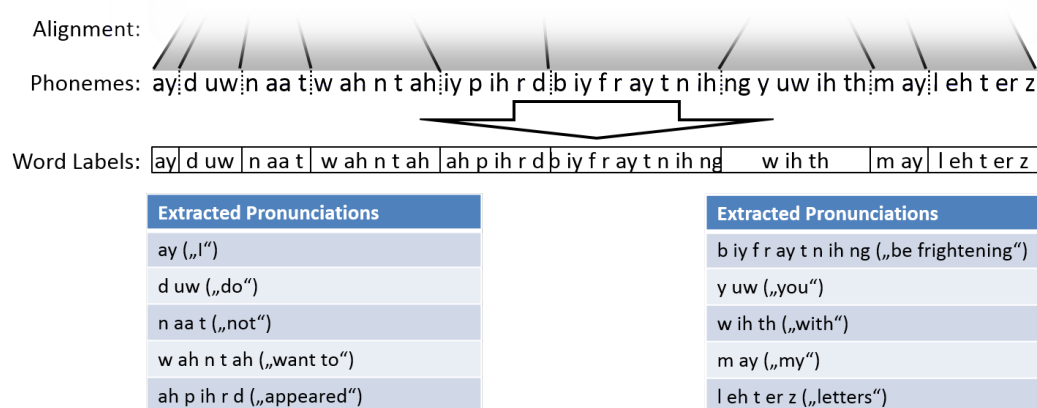 Alignment:
Phonemes: ay d uw n aa t w ah n t ah iy p ih r d b iy f r ay t n ih ng y uw ih th m ay l eh t er z
Word Labels: ay d uw n aa t w ah n t ah ah p ih r d b iy f r ay t n ih ng w ih th m ay l eh t er z
Extracted Pronunciations
ay („I“)
d uw („do“)
n aa t („not“)
w ah n t ah („want to“)
ah p ih r d („appeared“)
Extracted Pronunciations
b iy f r ay t n ih ng („be frightening“)
y uw („you“)
w ih th („with“)
m ay („my“)
l eh t er z („letters“)